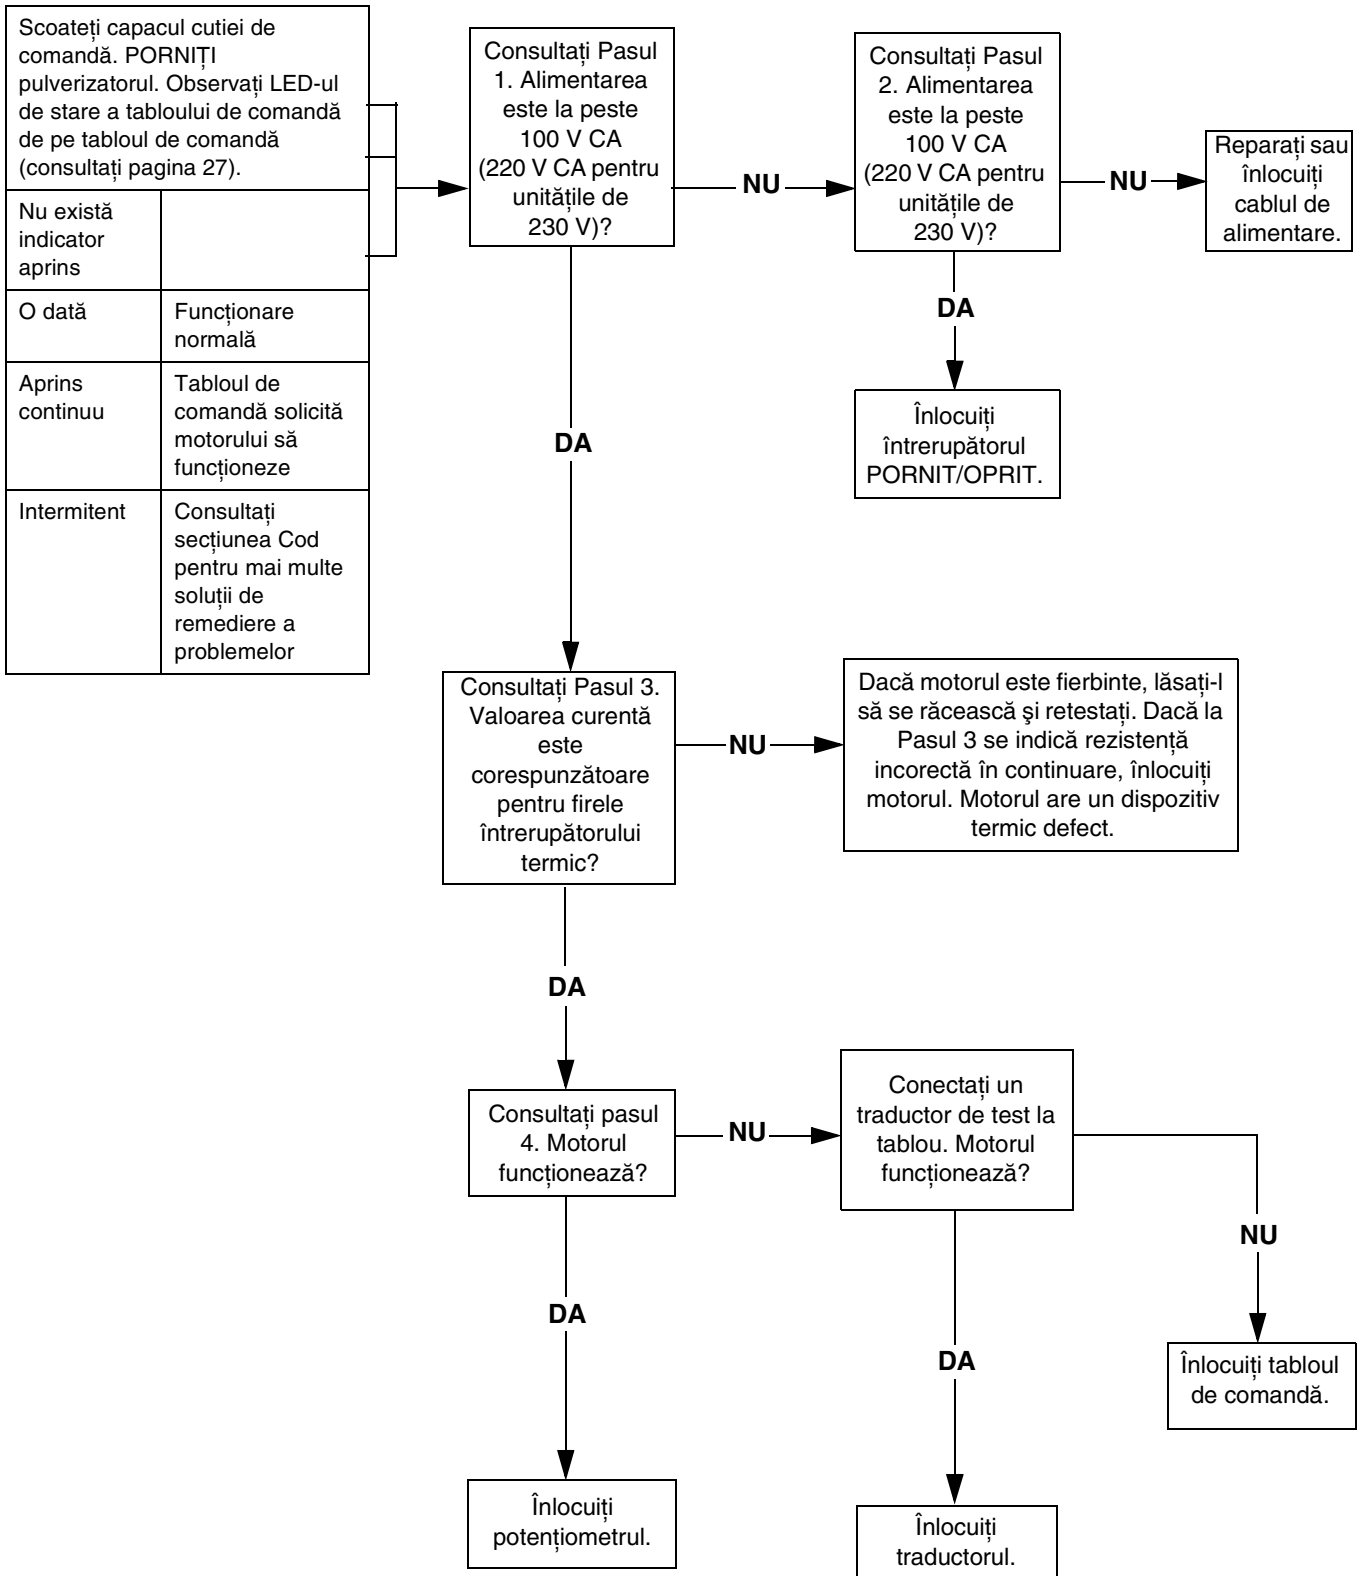 Scoateți capacul cutiei de
comandă. PORNIȚI
pulverizatorul. Observați LED-ul
de stare a tabloului de comandă
de pe tabloul de comandă
(consultați pagina 27).
Nu există
indicator
aprins
O dată
Funcționare
normală
Aprins
continuu
Tabloul de
comandă solicită
motorului să
funcționeze
Intermitent
Consultați
secțiunea Cod
pentru mai multe
soluții de
remediere a
problemelor
Consultați Pasul
1. Alimentarea
este la peste
100 V CA
(220 V CA pentru
unitățile de
230 V)?
NU
Consultați Pasul
2. Alimentarea
este la peste
100 V CA
(220 V CA pentru
unitățile de
230 V)?
NU
Reparați sau
înlocuiți
cablul de
alimentare.
DA
Înlocuiți
întrerupătorul
PORNIT/OPRIT.
DA
Consultați Pasul 3.
Valoarea curentă
este
corespunzătoare
pentru firele
întrerupătorului
termic?
NU
Dacă motorul este fierbinte, lăsați-l
să se răcească şi retestați. Dacă la
Pasul 3 se indică rezistență
incorectă în continuare, înlocuiți
motorul. Motorul are un dispozitiv
termic defect.
DA
Consultați pasul
4. Motorul
funcționează?
NU
Conectați un
traductor de test la
tablou. Motorul
funcționează?
NU
Înlocuiți tabloul
de comandă.
DA
Înlocuiți
potențiometrul.
DA
Înlocuiți
traductorul.